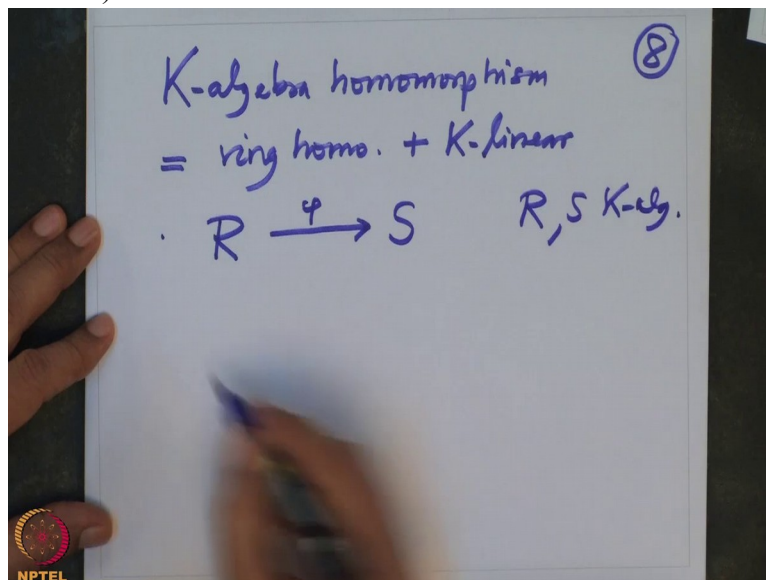 ⑧
K-algebra homomorphism
= ring homo. + K-linear
R —φ→ S R, S K-alg.
NPTEL